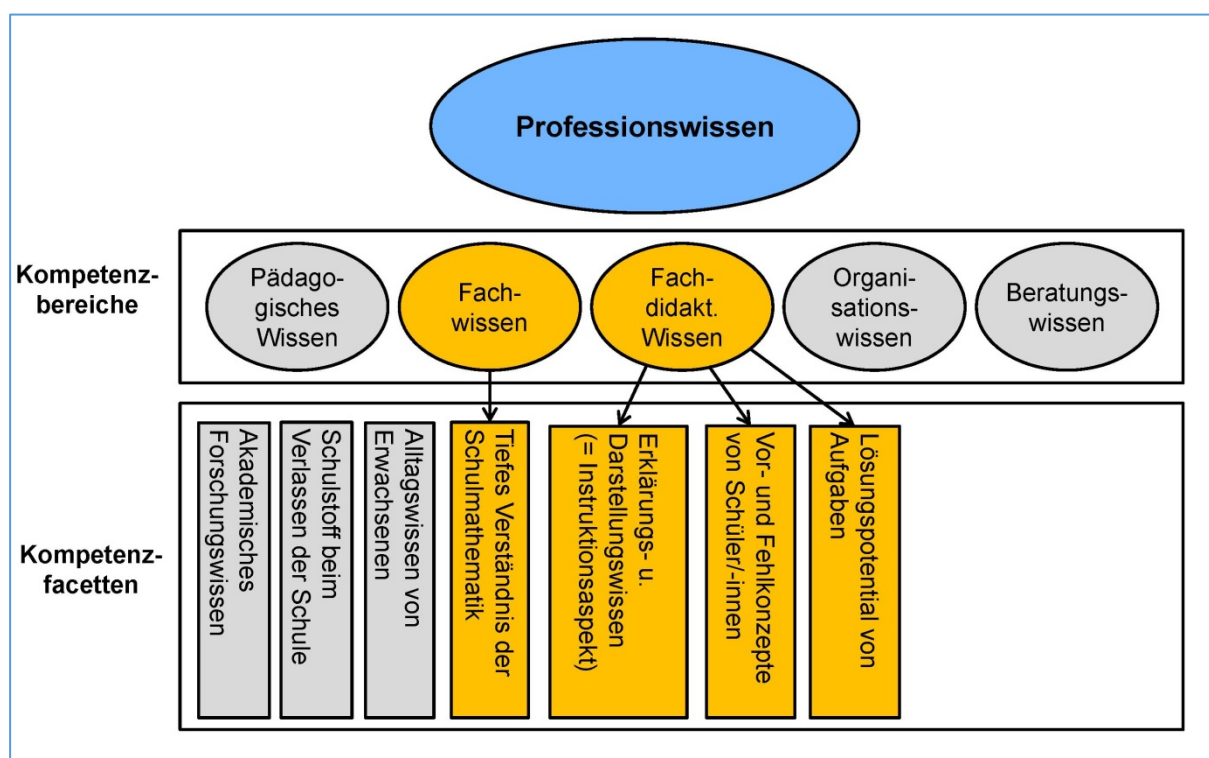 Professionswissen
Kompetenz-
bereiche
Pädago-
gisches
Wissen
Fach-
wissen
Fach-
didakt.
Wissen
Organi-
sations-
wissen
Beratungs-
wissen
Kompetenz-
facetten
Akademisches
Forschungswissen
Schulstoff beim
Verlassen der Schule
Alltagswissen von
Erwachsenen
Tiefes Verständnis der
Schulmathematik
Erklärungs- u.
Darstellungswissen
(= Instruktionsaspekt)
Vor- und Fehlkonzepte
von Schüler/-innen
Lösungspotential von
Aufgaben